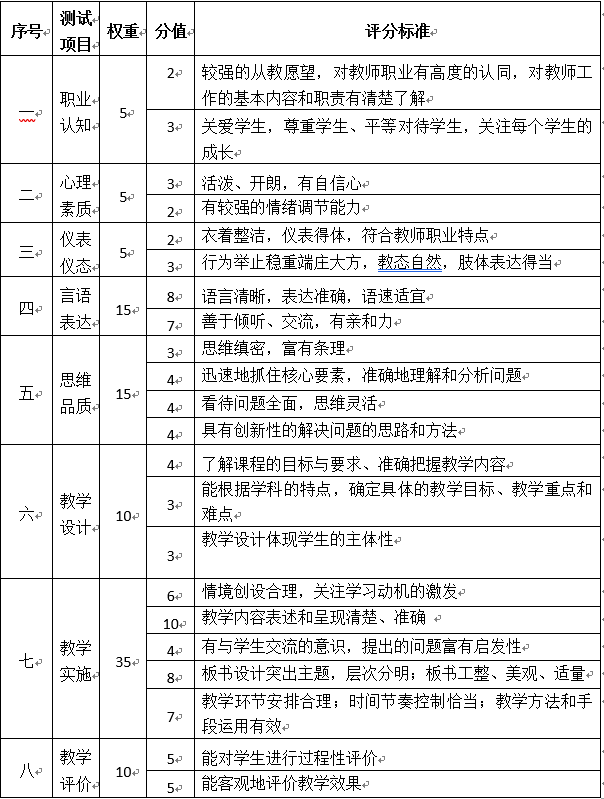 序号 测试项目 权重 分值 评分标准
一 职业认知 5 2 较强的从教愿望，对教师职业有高度的认同，对教师工
作的基本内容和职责有清楚了解
3 关爱学生，尊重学生、平等对待学生，关注每个学生的
成长
二 心理素质 5 3 活泼、开朗，有自信心
2 有较强的情绪调节能力
三 仪表仪态 5 2 衣着整洁，仪表得体，符合教师职业特点
3 行为举止稳重端庄大方，教态自然，肢体表达得当
四 言语表达 15 8 语言清晰，表达准确，语速适宜
7 善于倾听、交流，有亲和力
五 思维品质 15 3 思维缜密，富有条理
4 迅速地抓住核心要素，准确地理解和分析问题
4 看待问题全面，思维灵活
4 具有创新性的解决问题的思路和方法
六 教学设计 10 4 了解课程的目标与要求、准确把握教学内容
3 能根据学科的特点，确定具体的教学目标、教学重点和
难点
3 教学设计体现学生的主体性
七 教学实施 35 6 情境创设合理，关注学习动机的激发
10 教学内容表述和呈现清楚、准确
4 有与学生交流的意识，提出的问题富有启发性
8 板书设计突出主题，层次分明；板书工整、美观、适量
7 教学环节安排合理；时间节奏控制恰当；教学方法和手
段运用有效
八 教学评价 10 5 能对学生进行过程性评价
5 能客观地评价教学效果